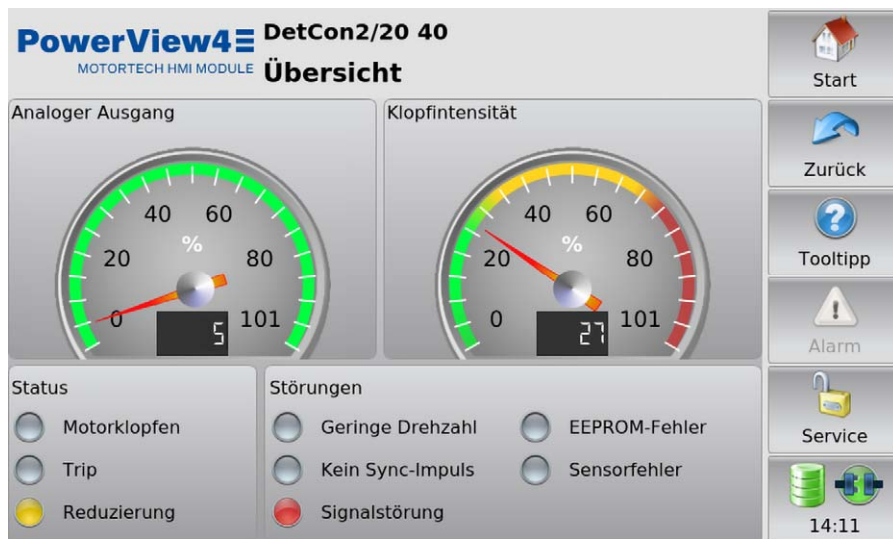 PowerView4
MOTORTECH HMI MODULE
DetCon2/20 40
Übersicht
Analoger Ausgang
0
20
40
60
80
101
%
5
Klopfintensität
0
20
40
60
80
101
%
27
Status
Motorklopfen
Trip
Reduzierung
Störungen
Geringe Drehzahl
Kein Sync-Impuls
Signalstörung
EEPROM-Fehler
Sensorfehler
Start
Zurück
Tooltipp
Alarm
Service
14:11